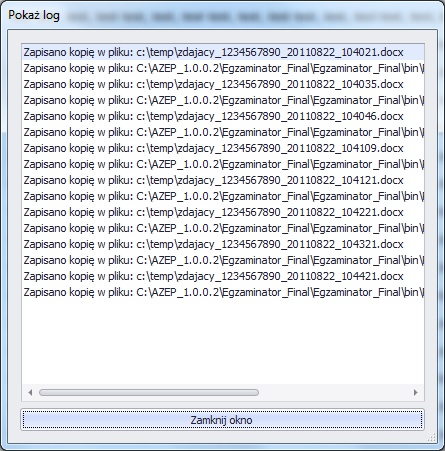 Pokaż log
Zapisano kopię w pliku: c:\temp\zdajacy_1234567890_20110822_104021.docx
Zapisano kopię w pliku: C:\AZEP_1.0.0.2\Egzaminator_Final\Egzaminator_Final\bin\
Zapisano kopię w pliku: c:\temp\zdajacy_1234567890_20110822_104035.docx
Zapisano kopię w pliku: C:\AZEP_1.0.0.2\Egzaminator_Final\Egzaminator_Final\bin\
Zapisano kopię w pliku: c:\temp\zdajacy_1234567890_20110822_104046.docx
Zapisano kopię w pliku: C:\AZEP_1.0.0.2\Egzaminator_Final\Egzaminator_Final\bin\
Zapisano kopię w pliku: c:\temp\zdajacy_1234567890_20110822_104109.docx
Zapisano kopię w pliku: C:\AZEP_1.0.0.2\Egzaminator_Final\Egzaminator_Final\bin\
Zapisano kopię w pliku: c:\temp\zdajacy_1234567890_20110822_104121.docx
Zapisano kopię w pliku: C:\AZEP_1.0.0.2\Egzaminator_Final\Egzaminator_Final\bin\
Zapisano kopię w pliku: c:\temp\zdajacy_1234567890_20110822_104221.docx
Zapisano kopię w pliku: C:\AZEP_1.0.0.2\Egzaminator_Final\Egzaminator_Final\bin\
Zapisano kopię w pliku: c:\temp\zdajacy_1234567890_20110822_104321.docx
Zapisano kopię w pliku: C:\AZEP_1.0.0.2\Egzaminator_Final\Egzaminator_Final\bin\
Zapisano kopię w pliku: c:\temp\zdajacy_1234567890_20110822_104421.docx
Zapisano kopię w pliku: C:\AZEP_1.0.0.2\Egzaminator_Final\Egzaminator_Final\bin\
Zamknij okno